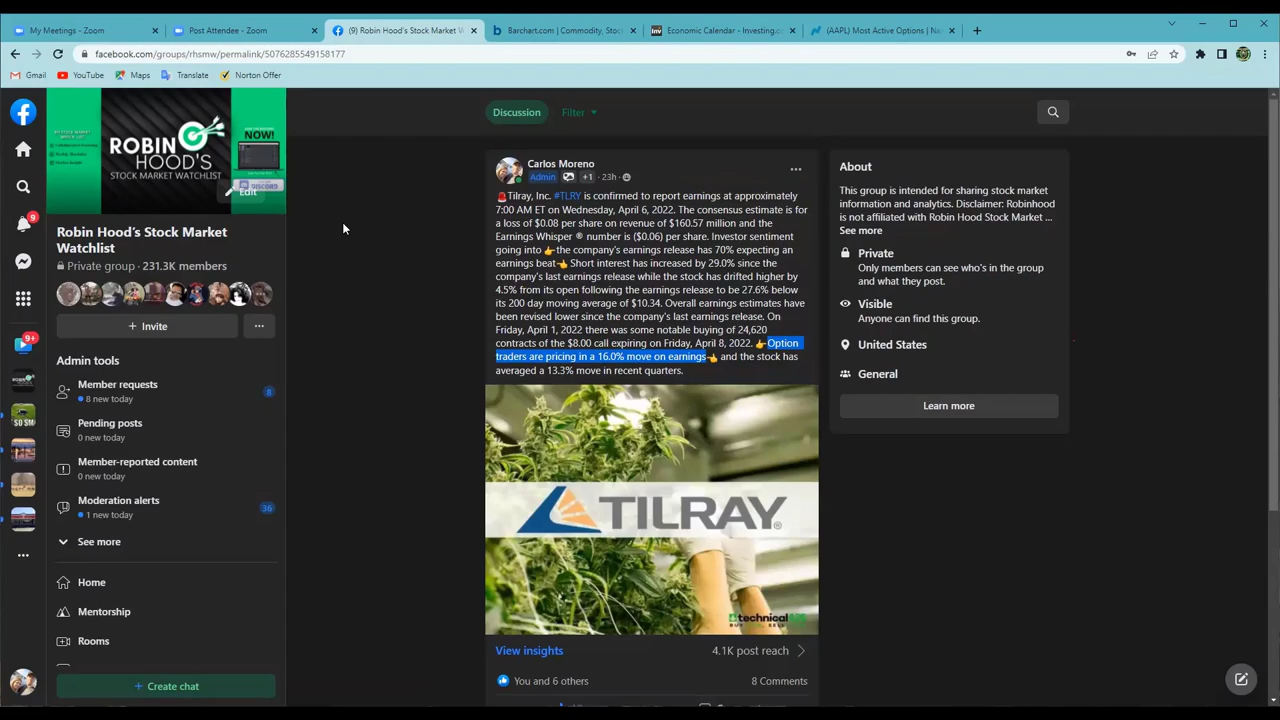 My Meetings - Zoom
Post Attendee - Zoom
(9) Robin Hood's Stock Market W
Barchart.com | Commodity, Stoc
Economic Calendar - Investing.co
(AAPL) Most Active Options | Na
facebook.com/groups/rhsmw/permalink/5076285549158177
Gmail
YouTube
Maps
Translate
Norton Offer
ROBIN
HOOD'S
STOCK MARKET WATCHLIST
NOW!
DISCORD
Edit
Robin Hood's Stock Market
Watchlist
Private group · 231.3K members
+ Invite
Admin tools
Member requests
8 new today
8
Pending posts
0 new today
Member-reported content
0 new today
Moderation alerts
1 new today
36
See more
Home
Mentorship
Rooms
+ Create chat
9
9+
Discussion
Filter
Carlos Moreno
Admin +1 · 23h ·
🚨Tilray, Inc. #TLRY is confirmed to report earnings at approximately
7:00 AM ET on Wednesday, April 6, 2022. The consensus estimate is for
a loss of $0.08 per share on revenue of $160.57 million and the
Earnings Whisper ® number is ($0.06) per share. Investor sentiment
going into 👉the company's earnings release has 70% expecting an
earnings beat👈 Short interest has increased by 29.0% since the
company's last earnings release while the stock has drifted higher by
4.5% from its open following the earnings release to be 27.6% below
its 200 day moving average of $10.34. Overall earnings estimates have
been revised lower since the company's last earnings release. On
Friday, April 1, 2022 there was some notable buying of 24,620
contracts of the $8.00 call expiring on Friday, April 8, 2022. 👉Option
traders are pricing in a 16.0% move on earnings👈 and the stock has
averaged a 13.3% move in recent quarters.
TILRAY®
View insights
4.1K post reach
You and 6 others
8 Comments
About
This group is intended for sharing stock market
information and analytics. Disclaimer: Robinhood
is not affiliated with Robin Hood Stock Market ...
See more
Private
Only members can see who's in the group
and what they post.
Visible
Anyone can find this group.
United States
General
Learn more